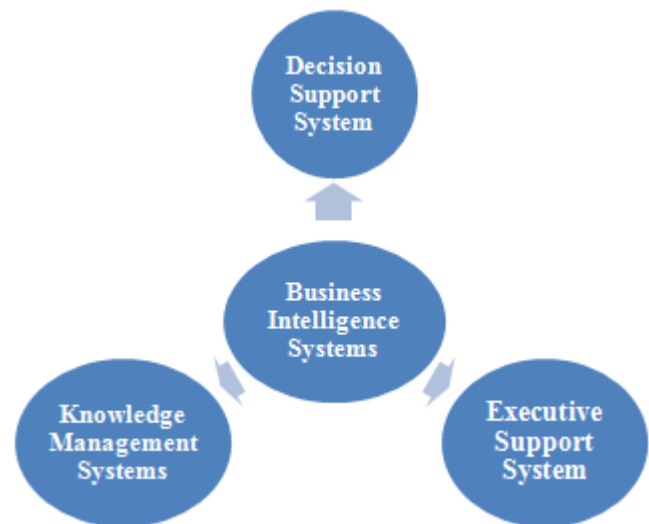 Decision
Support
System
Business
Intelligence
Systems
Knowledge
Management
Systems
Executive
Support
System